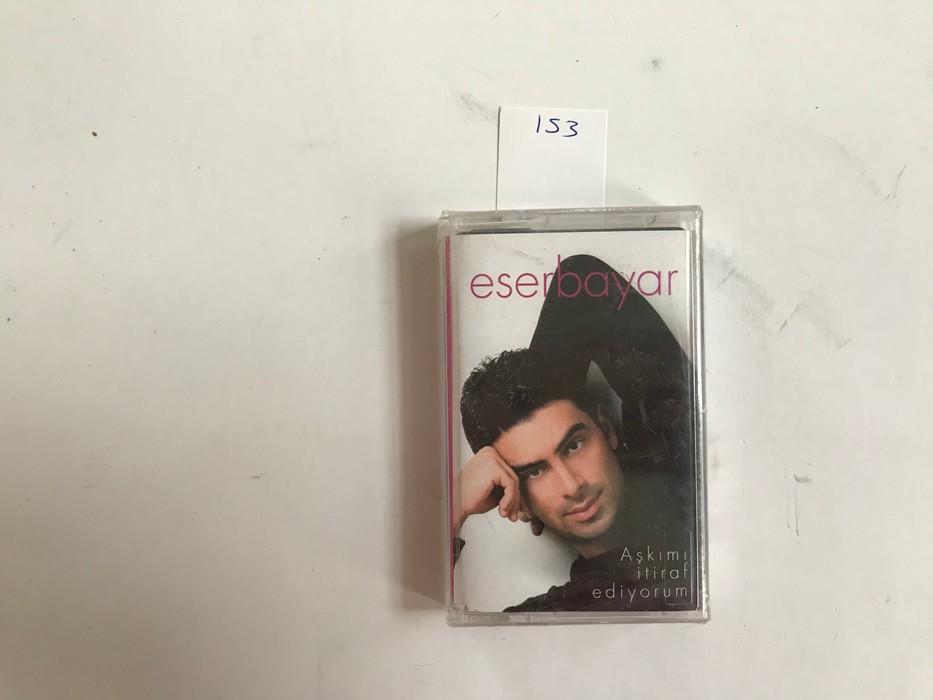 153
eserbayar
Aşkımı
itiraf
ediyorum